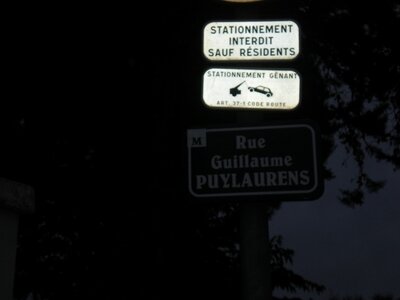 STATIONNEMENT
INTERDIT
SAUF RÉSIDENTS
STATIONNEMENT GÊNANT
ART. 37-1 CODE ROUTE
M
Rue
Guillaume
PUYLAURENS